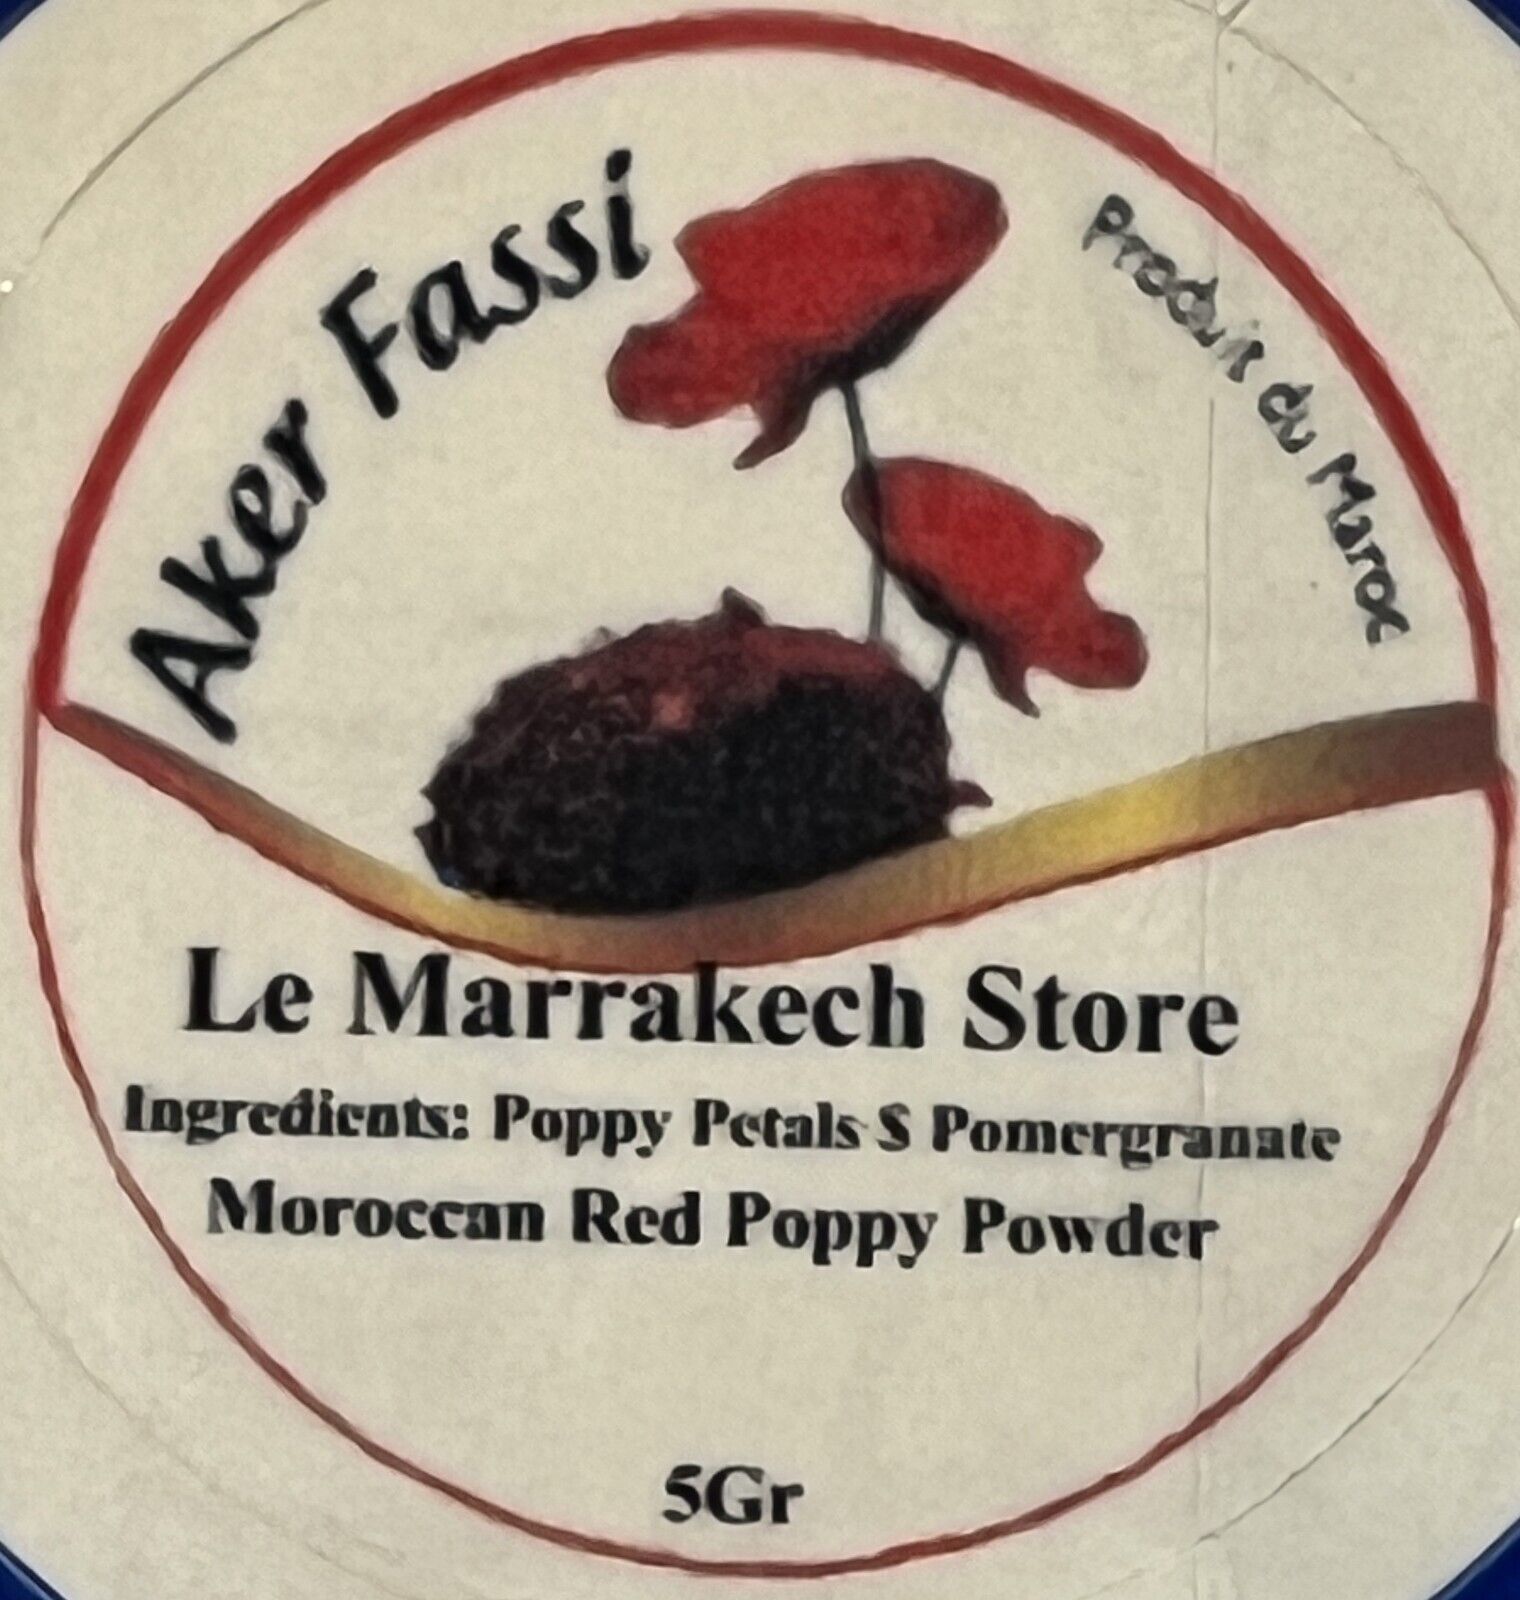 Aker Fassi
Produit du Maroc
Le Marrakech Store
Ingredients: Poppy Petals S Pomergranate
Moroccan Red Poppy Powder
5Gr